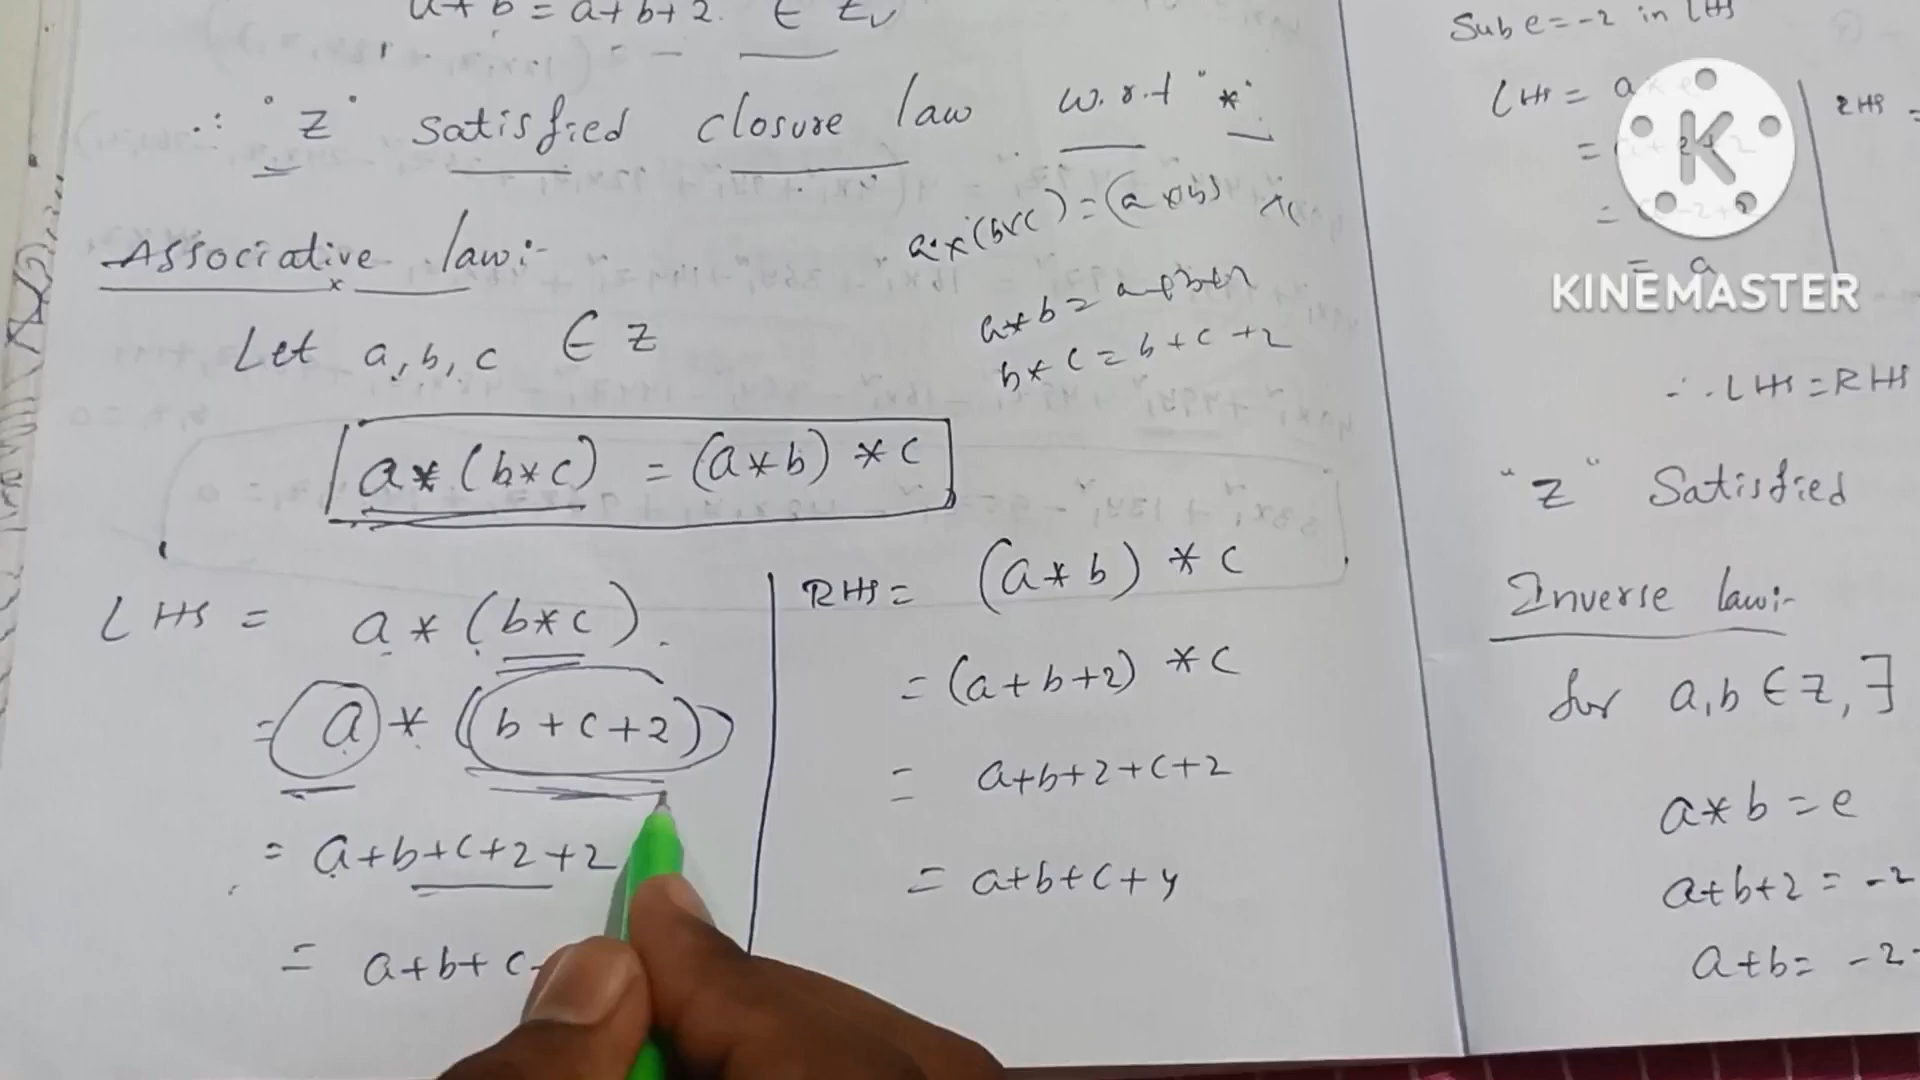 a * b = a+b+2. ∈ Z
∴ "Z" satisfied closure law w.r.t "*"
Associative law:-
a*(b*c) = (a*b) *c
a*b = a+b+2
b*c = b+c+2
Let a,b,c ∈ Z
a*(b*c) = (a*b) *c
LHS = a*(b*c).
= a * (b+c+2)
= a+b+c+2+2
= a+b+c
RHS = (a*b) *c
= (a+b+2) *c
= a+b+2+c+2
= a+b+c+4
Sub e=-2 in LHS
LHS = a
RHS =
= a
∴ LHS = RHS
"Z" Satisfied
Inverse law:-
for a,b ∈ Z, ∃
a*b = e
a+b+2 = -2
a+b = -2-
K
KINEMASTER